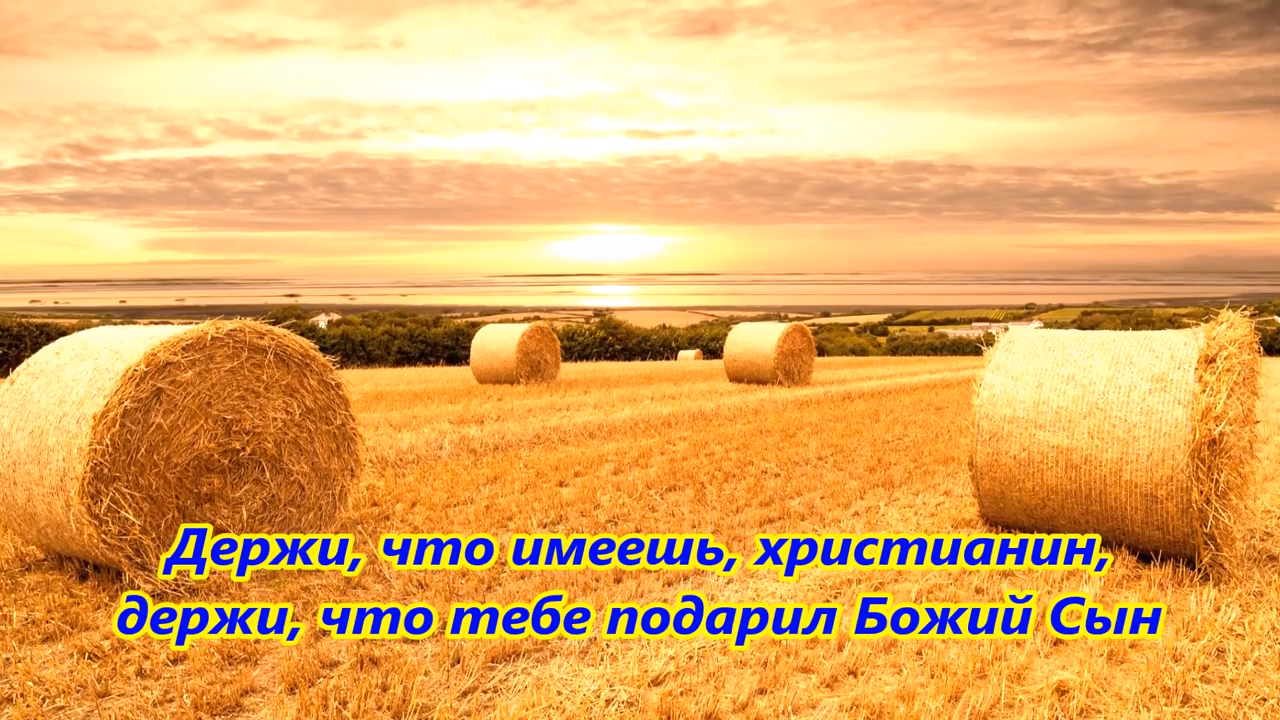 Держи, что имеешь, христианин,
держи, что тебе подарил Божий Сын